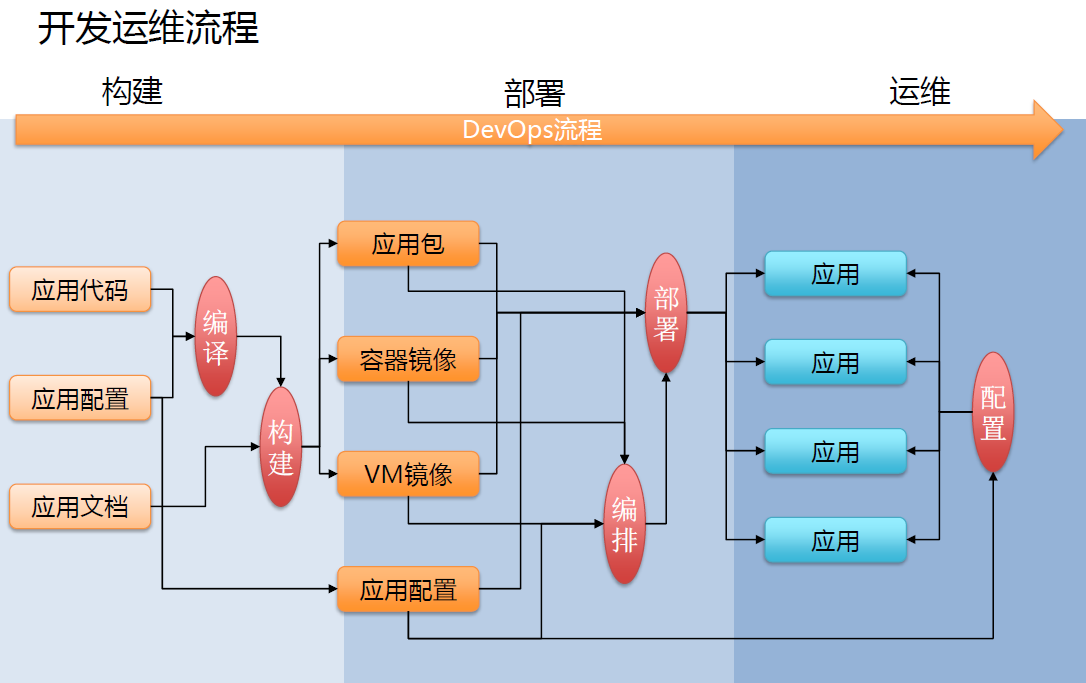 开发运维流程
构建
部署
运维
DevOps流程
应用代码
应用配置
应用文档
编译
构建
应用包
容器镜像
VM镜像
应用配置
部署
编排
应用
应用
应用
应用
配置